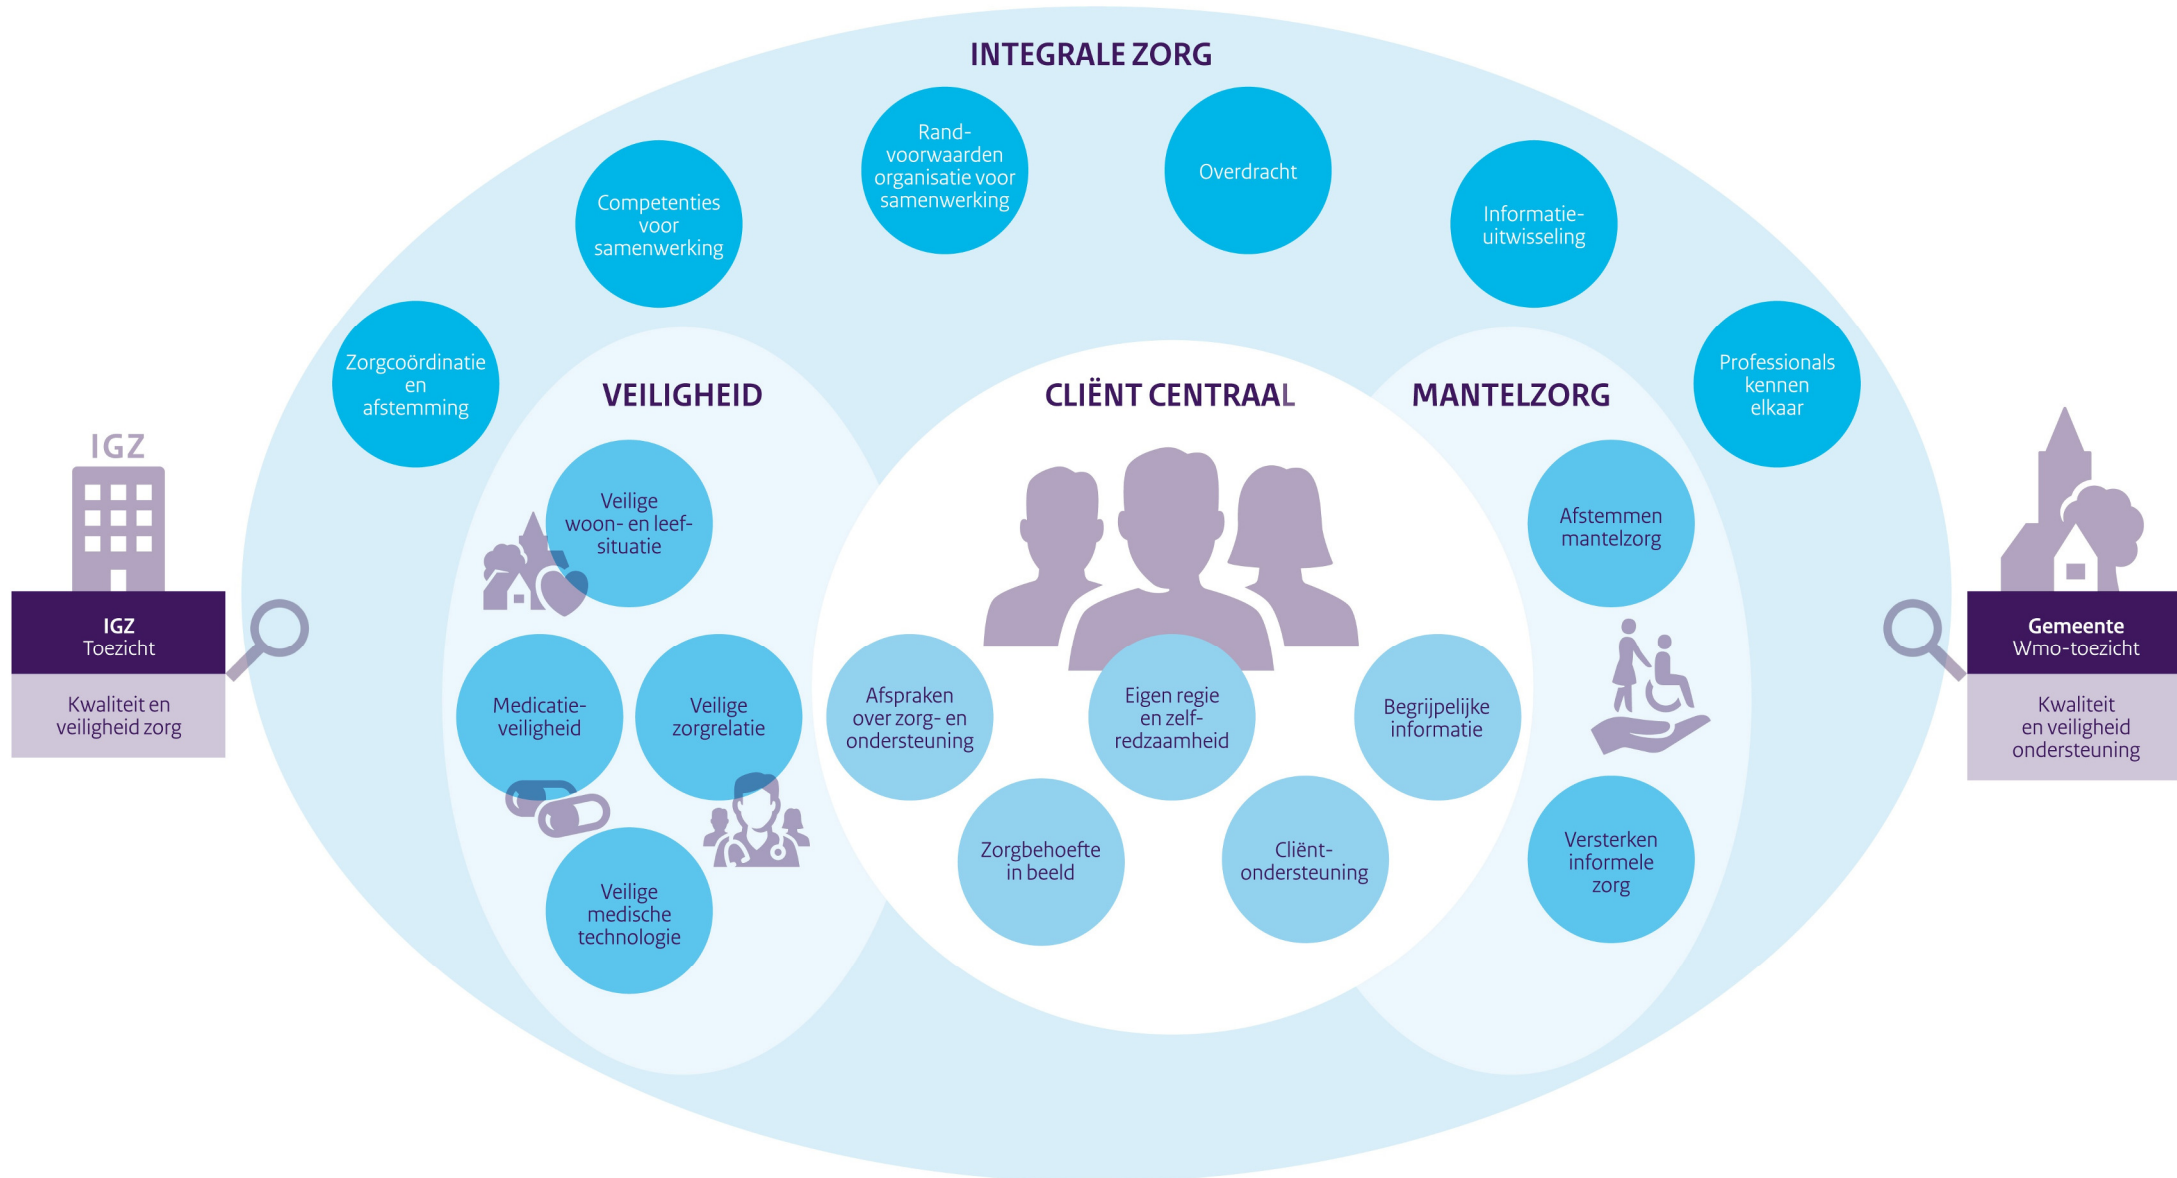 INTEGRALE ZORG
Rand-
voorwaarden
organisatie voor
samenwerking
Overdracht
Competenties
voor
samenwerking
Informatie-
uitwisseling
Zorgcoördinatie
en
afstemming
Professionals
kennen
elkaar
VEILIGHEID
Veilige
woon- en leef-
situatie
Medicatie-
veiligheid
Veilige
zorgrelatie
Veilige
medische
technologie
CLIËNT CENTRAAL
Afspraken
over zorg- en
ondersteuning
Eigen regie
en zelf-
redzaamheid
Begrijpelijke
informatie
Zorgbehoefte
in beeld
Cliënt-
ondersteuning
MANTELZORG
Afstemmen
mantelzorg
Versterken
informele
zorg
IGZ
IGZ
Toezicht
Kwaliteit en
veiligheid zorg
Gemeente
Wmo-toezicht
Kwaliteit
en veiligheid
ondersteuning